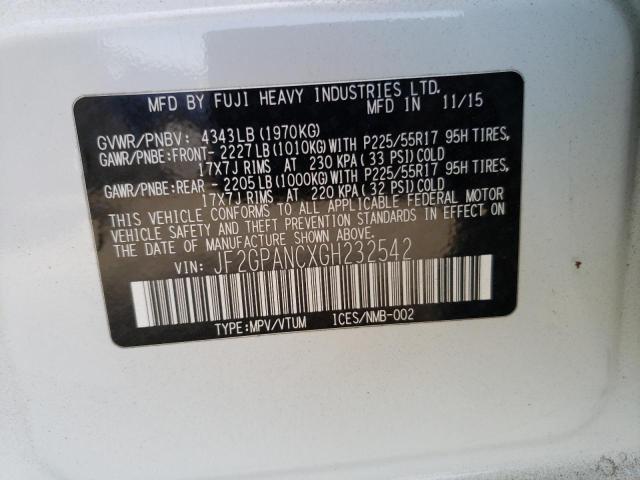 MFD BY FUJI HEAVY INDUSTRIES LTD.
MFD IN 11/15
GVWR/PNBV: 4343LB(1970KG)
GAWR/PNBE:FRONT- 2227LB(1010KG)WITH P225/55R17 95H TIRES,
17X7J RIMS AT 230 KPA(33 PSI)COLD
GAWR/PNBE:REAR - 2205LB(1000KG)WITH P225/55R17 95H TIRES,
17X7J RIMS AT 220 KPA(32 PSI)COLD
THIS VEHICLE CONFORMS TO ALL APPLICABLE FEDERAL MOTOR
VEHICLE SAFETY AND THEFT PREVENTION STANDARDS IN EFFECT ON
THE DATE OF MANUFACTURE SHOWN ABOVE.
VIN: JF2GPANCXGH232542
TYPE:MPV/VTUM ICES/NMB-002